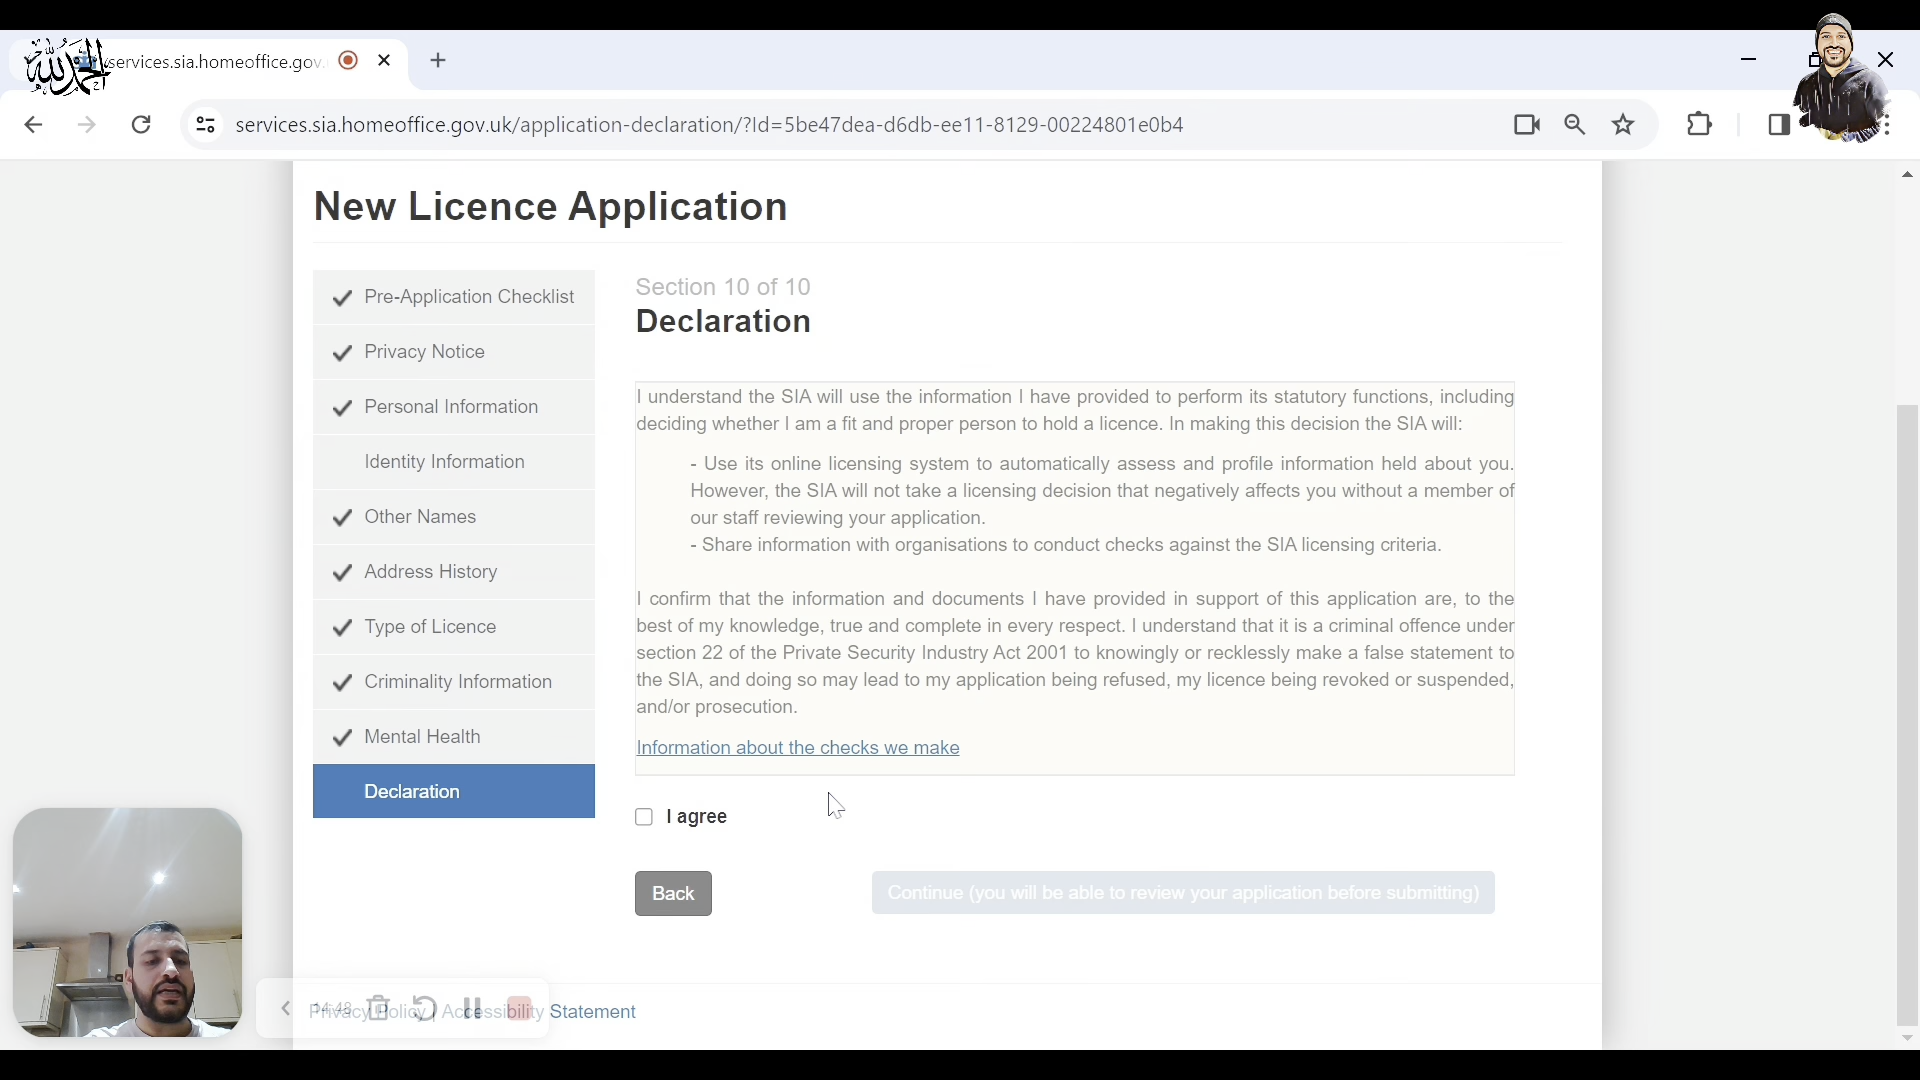 الحمد لله
services.sia.homeoffice.gov.
services.sia.homeoffice.gov.uk/application-declaration/?Id=5be47dea-d6db-ee11-8129-00224801e0b4
New Licence Application
Pre-Application Checklist
Privacy Notice
Personal Information
Identity Information
Other Names
Address History
Type of Licence
Criminality Information
Mental Health
Declaration
Section 10 of 10
Declaration
I understand the SIA will use the information I have provided to perform its statutory functions, including
deciding whether I am a fit and proper person to hold a licence. In making this decision the SIA will:
- Use its online licensing system to automatically assess and profile information held about you.
However, the SIA will not take a licensing decision that negatively affects you without a member of
our staff reviewing your application.
- Share information with organisations to conduct checks against the SIA licensing criteria.
I confirm that the information and documents I have provided in support of this application are, to the
best of my knowledge, true and complete in every respect. I understand that it is a criminal offence under
section 22 of the Private Security Industry Act 2001 to knowingly or recklessly make a false statement to
the SIA, and doing so may lead to my application being refused, my licence being revoked or suspended,
and/or prosecution.
Information about the checks we make
I agree
Back
Continue (you will be able to review your application before submitting)
14:48
Privacy Policy | Accessibility Statement